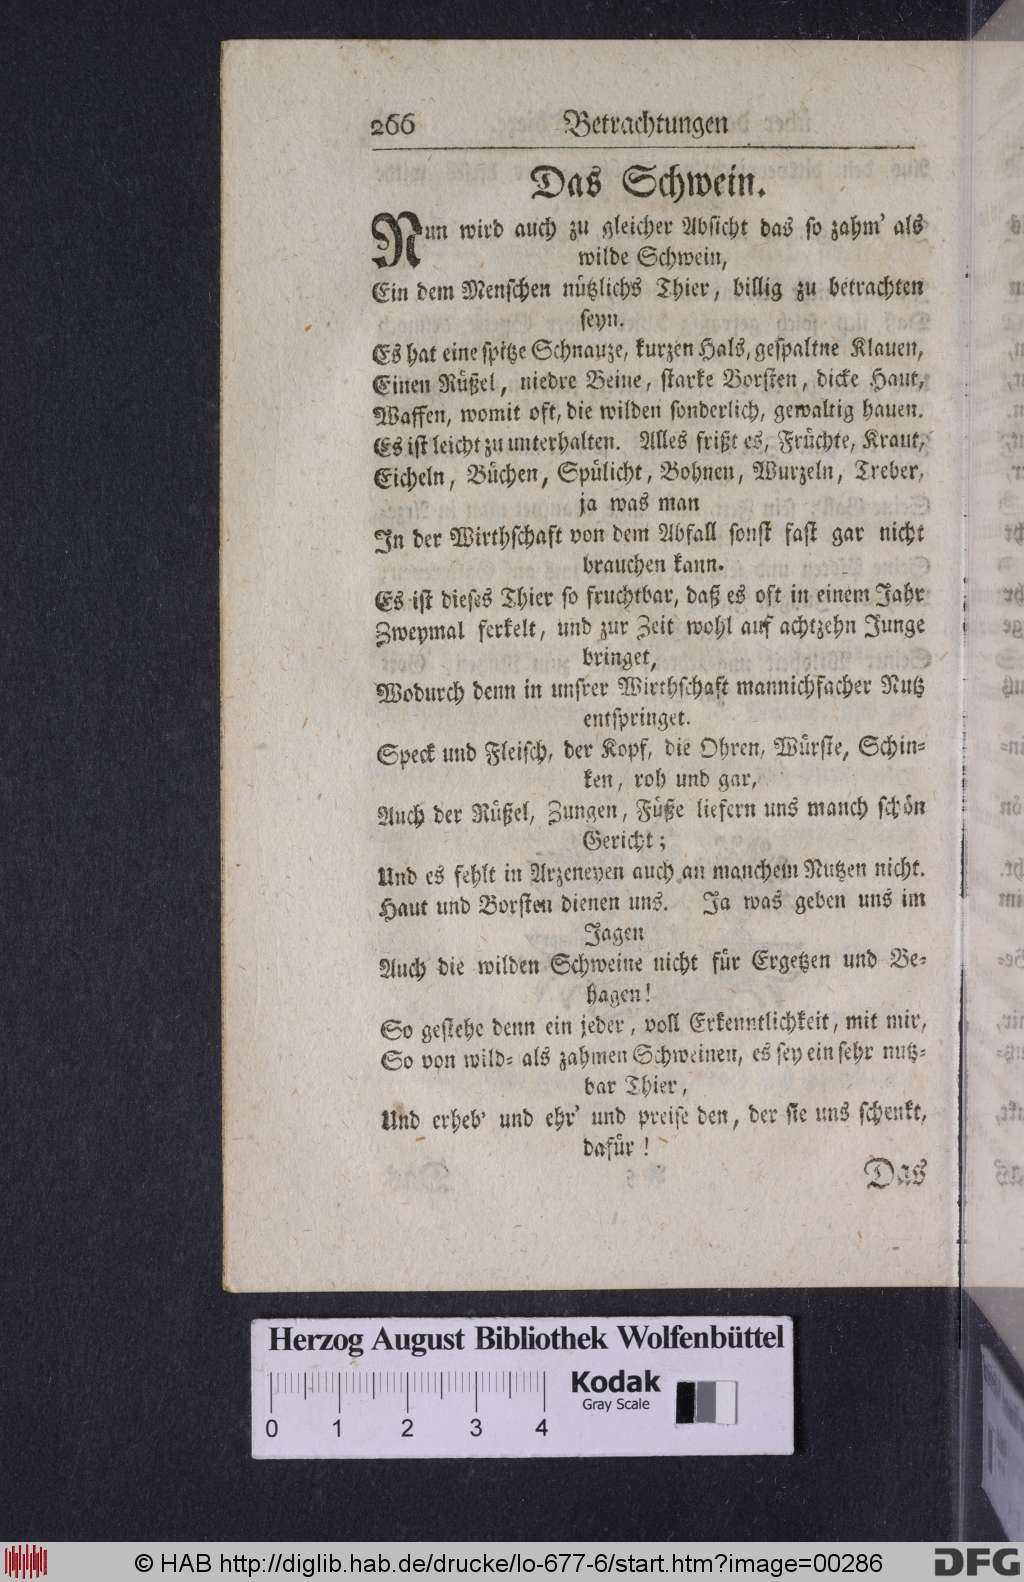 266 Betrachtungen
Das Schwein.
Nun wird auch zu gleicher Absicht das so zahm' als
wilde Schwein,
Ein dem Menschen nützlichs Thier, billig zu betrachten
seyn.
Es hat eine spitze Schnauze, kurzen Hals, gespaltne Klauen,
Einen Rüßel, niedre Beine, starke Borsten, dicke Haut,
Waffen, womit oft, die wilden sonderlich, gewaltig hauen.
Es ist leicht zu unterhalten. Alles frißt es, Früchte, Kraut,
Eicheln, Büchen, Spülicht, Bohnen, Wurzeln, Treber,
ja was man
In der Wirthschaft von dem Abfall sonst fast gar nicht
brauchen kann.
Es ist dieses Thier so fruchtbar, daß es oft in einem Jahr
Zweymal ferkelt, und zur Zeit wohl auf achtzehn Junge
bringet,
Wodurch denn in unsrer Wirthschaft mannichfacher Nutz
entspringet.
Speck und Fleisch, der Kopf, die Ohren, Würste, Schin-
ken, roh und gar,
Auch der Rüßel, Zungen, Füße liefern uns manch schön
Gericht;
Und es fehlt in Arzeneyen auch an manchem Nutzen nicht.
Haut und Borsten dienen uns. Ja was geben uns im
Jagen
Auch die wilden Schweine nicht für Ergetzen und Be-
hagen!
So gestehe denn ein jeder, voll Erkenntlichkeit, mit mir,
So von wild- als zahmen Schweinen, es sey ein sehr nutz-
bar Thier,
Und erheb' und ehr' und preise den, der sie uns schenkt,
dafür!
Das
Herzog August Bibliothek Wolfenbüttel
Kodak
Gray Scale
0 1 2 3 4
© HAB http://diglib.hab.de/drucke/lo-677-6/start.htm?image=00286
DFG